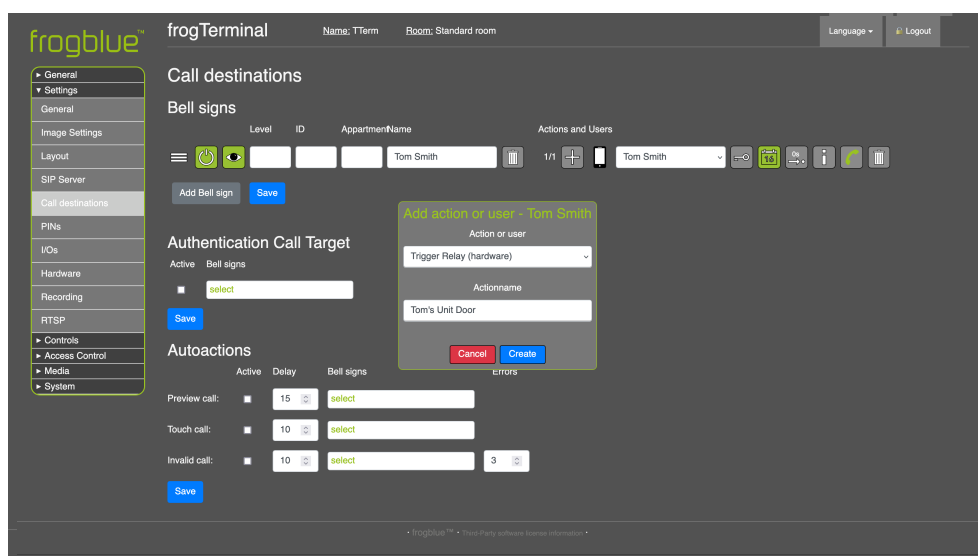 frogblue™
frogTerminal
Name: TTerm
Room: Standard room
Language
Logout
General
Settings
General
Image Settings
Layout
SIP Server
Call destinations
PINs
I/Os
Hardware
Recording
RTSP
Controls
Access Control
Media
System
Call destinations
Bell signs
Level ID AppartmentName Actions and Users
Tom Smith 1/1 Tom Smith 16 0s
Add Bell sign Save
Add action or user - Tom Smith
Action or user
Trigger Relay (hardware)
Actionname
Tom's Unit Door
Cancel Create
Authentication Call Target
Active Bell signs
select
Save
Autoactions
Active Delay Bell signs Errors
Preview call: 15 select
Touch call: 10 select
Invalid call: 10 select 3
Save
• frogblue™ • Third-Party software license information •